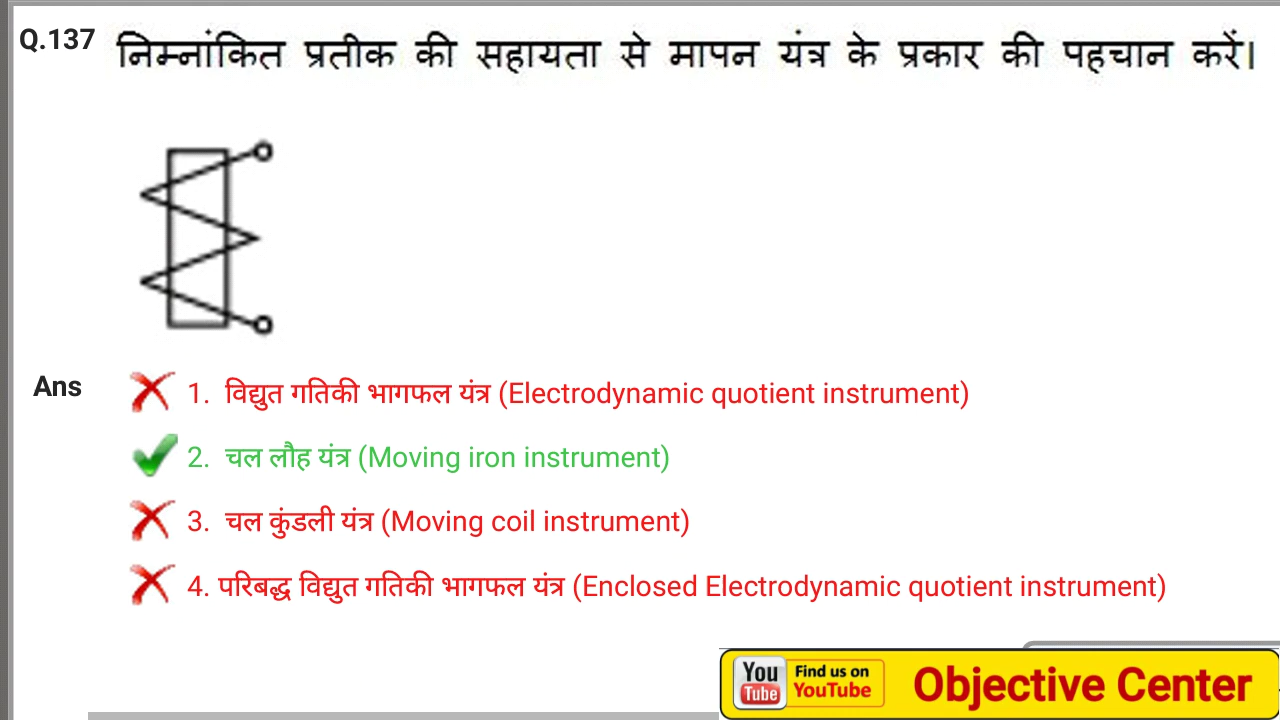 Q.137 निम्नांकित प्रतीक की सहायता से मापन यंत्र के प्रकार की पहचान करें।
Ans
1. विद्युत गतिकी भागफल यंत्र (Electrodynamic quotient instrument)
2. चल लौह यंत्र (Moving iron instrument)
3. चल कुंडली यंत्र (Moving coil instrument)
4. परिबद्ध विद्युत गतिकी भागफल यंत्र (Enclosed Electrodynamic quotient instrument)
You Tube Find us on YouTube Objective Center